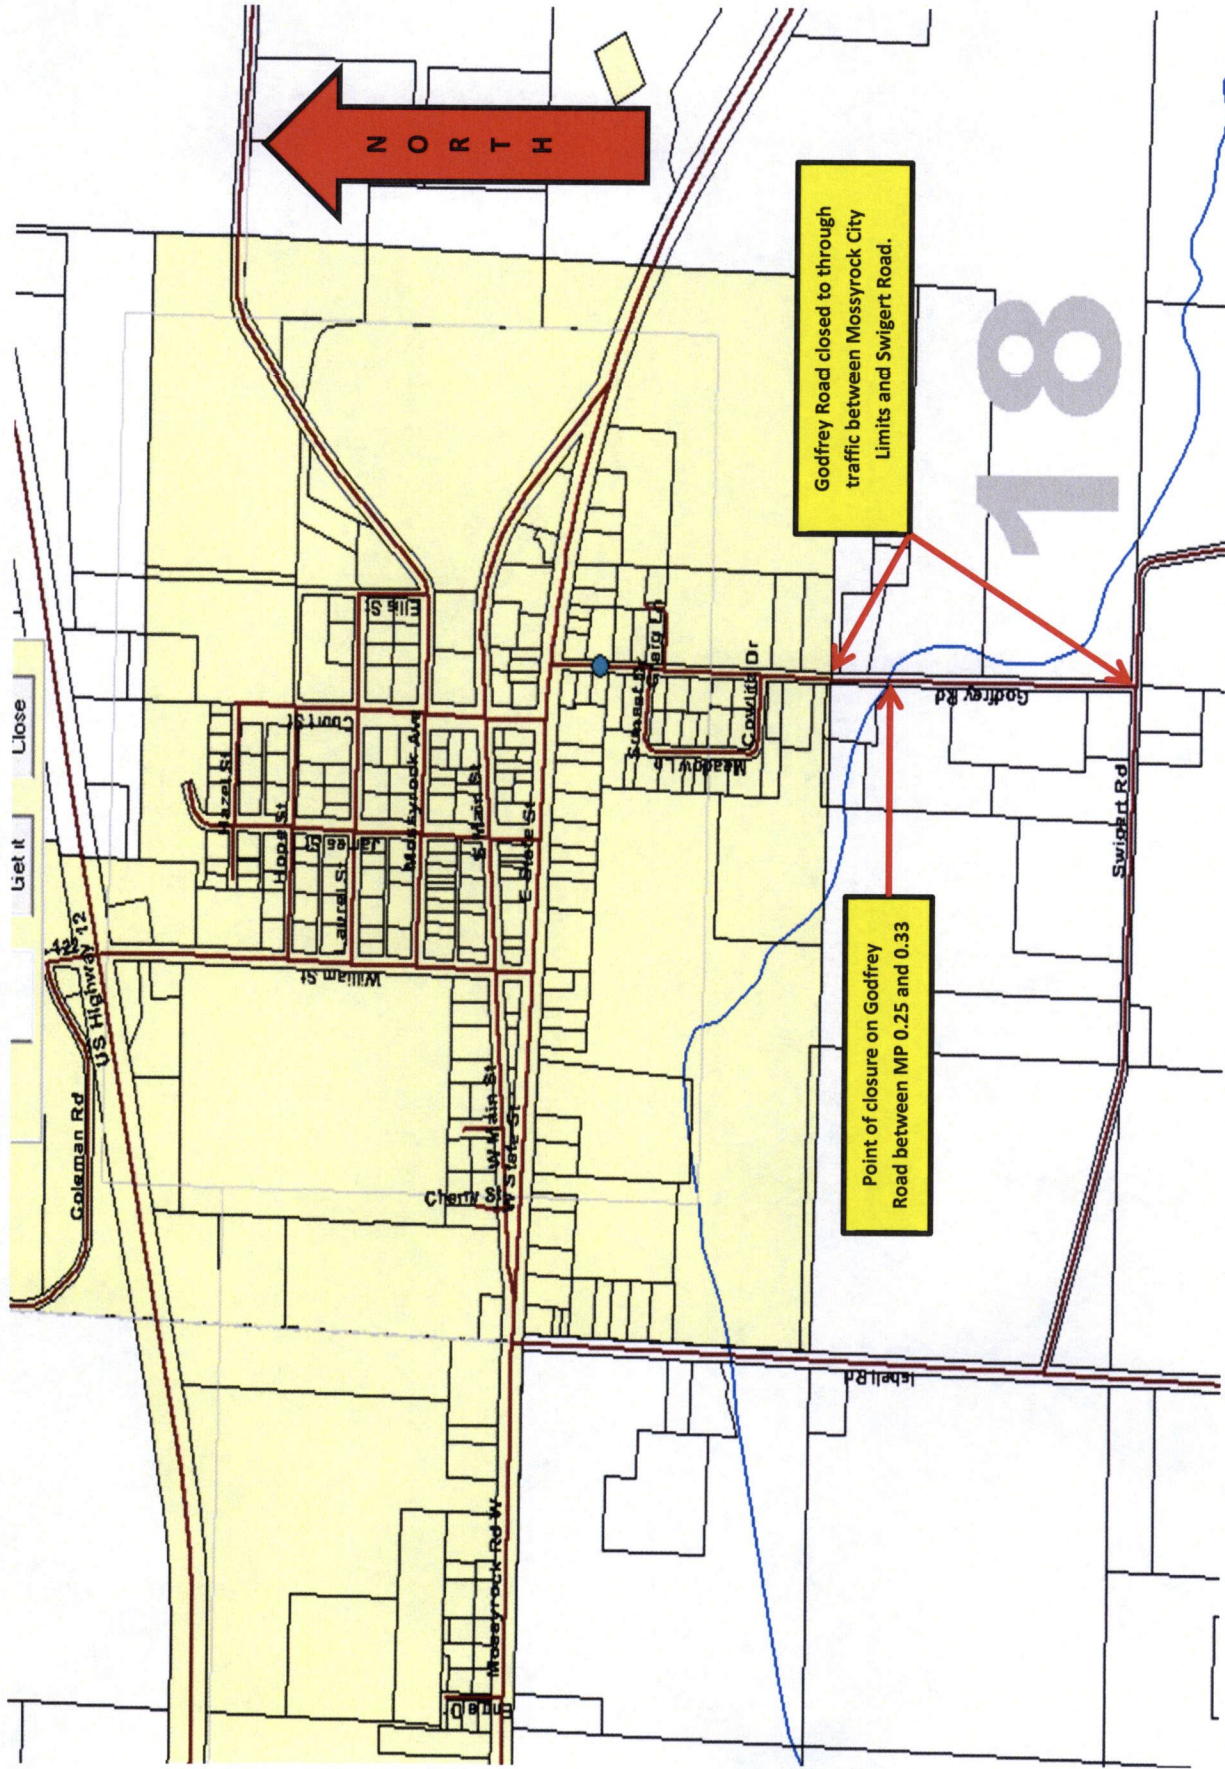 Get it
Close
US Highway 12
Coleman Rd
Hazel St
Hope St
Court St
James St
aurel St
Ellis St
William St
Mossyrock Ave
E Main St
E State St
W Main St
W State St
Cherry St
Mossyrock Rd W
Isbell Rd
Sunset Dr
Craig Ln
Cowlitz Dr
Meadow Ln
Godfrey Rd
Swigert Rd
18
NORTH
Godfrey Road closed to through
traffic between Mossyrock City
Limits and Swigert Road.
Point of closure on Godfrey
Road between MP 0.25 and 0.33